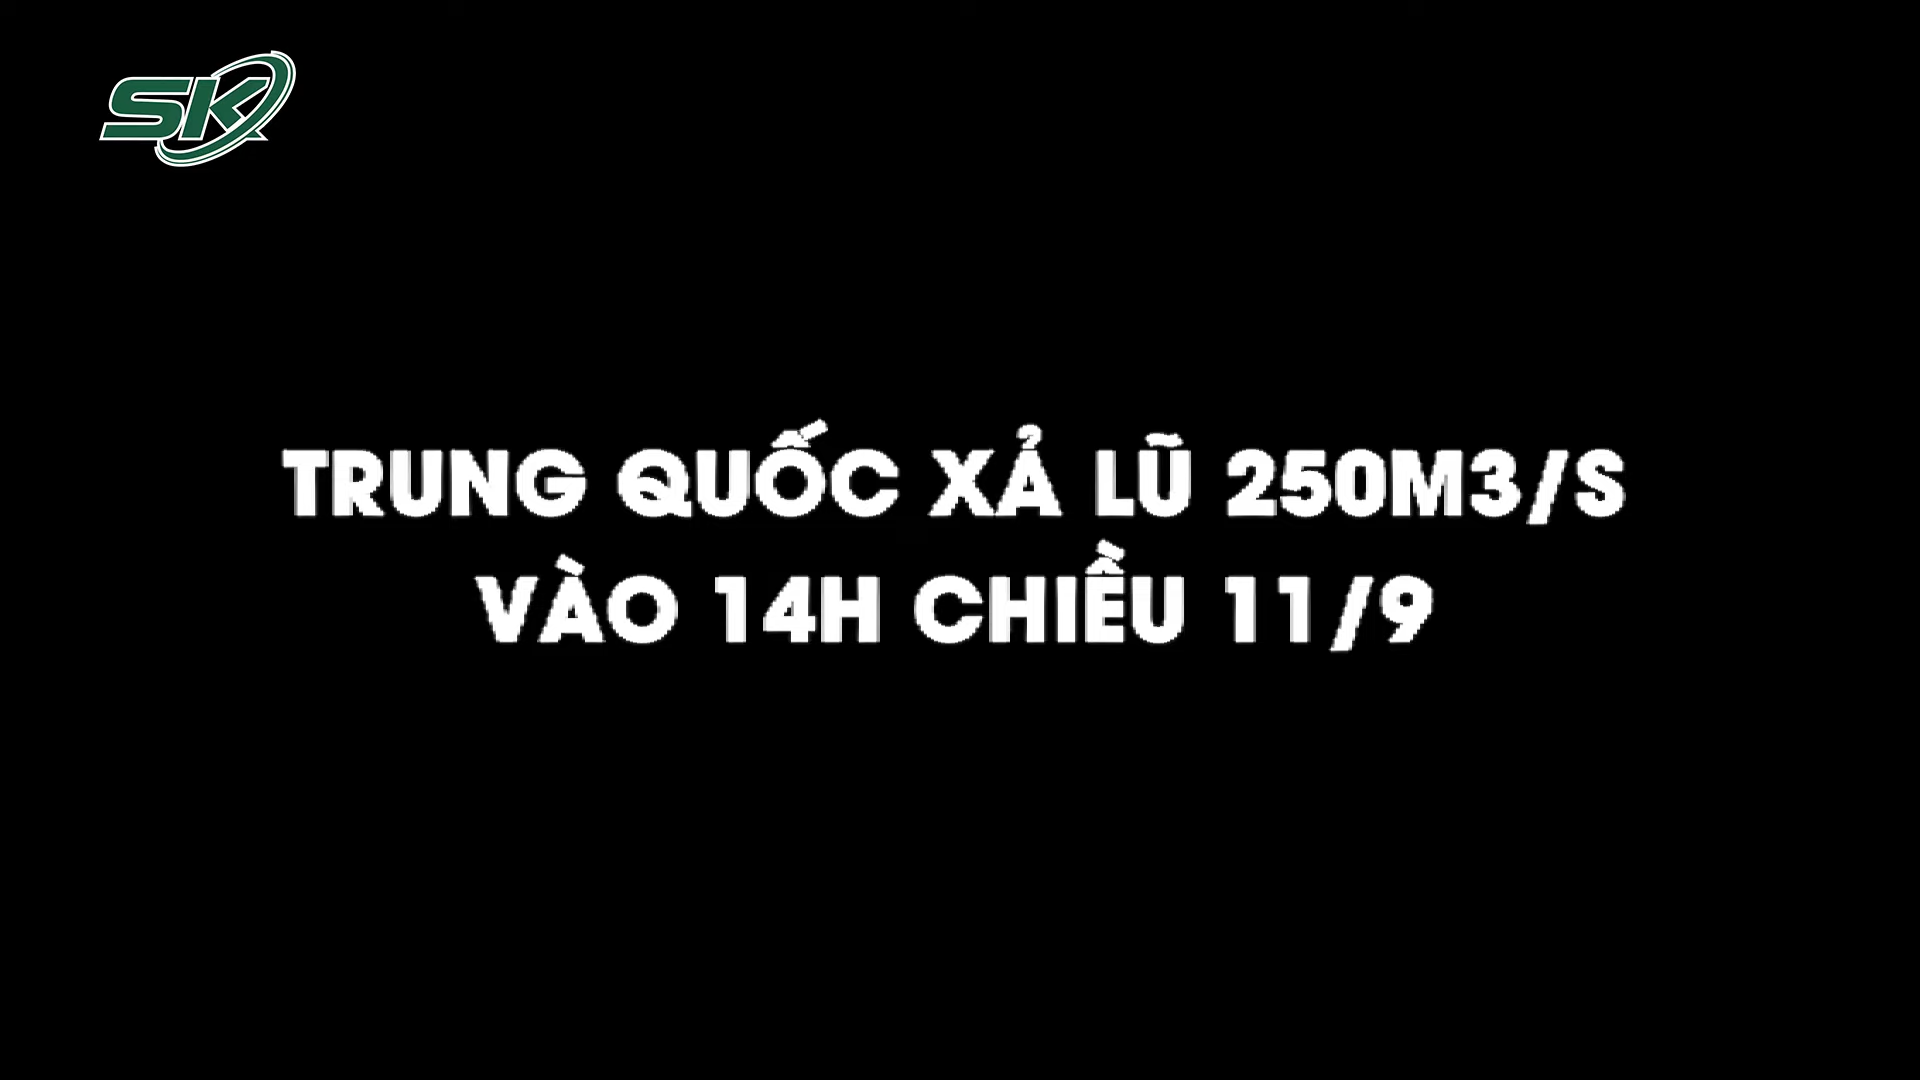 SK
TRUNG QUỐC XẢ LŨ 250M3/S
VÀO 14H CHIỀU 11/9